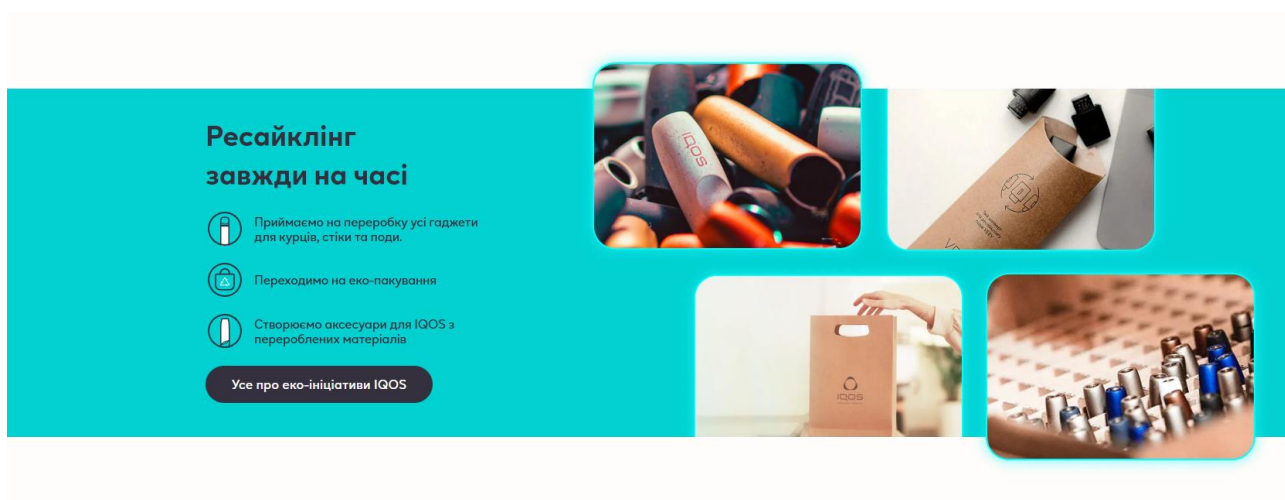 Ресайклінг
завжди на часі
Приймаємо на переробку усі гаджети
для курців, стіки та поди.
Переходимо на еко-пакування
Створюємо аксесуари для IQOS з
перероблених матеріалів
Усе про еко-ініціативи IQOS
IQOS
IQOS